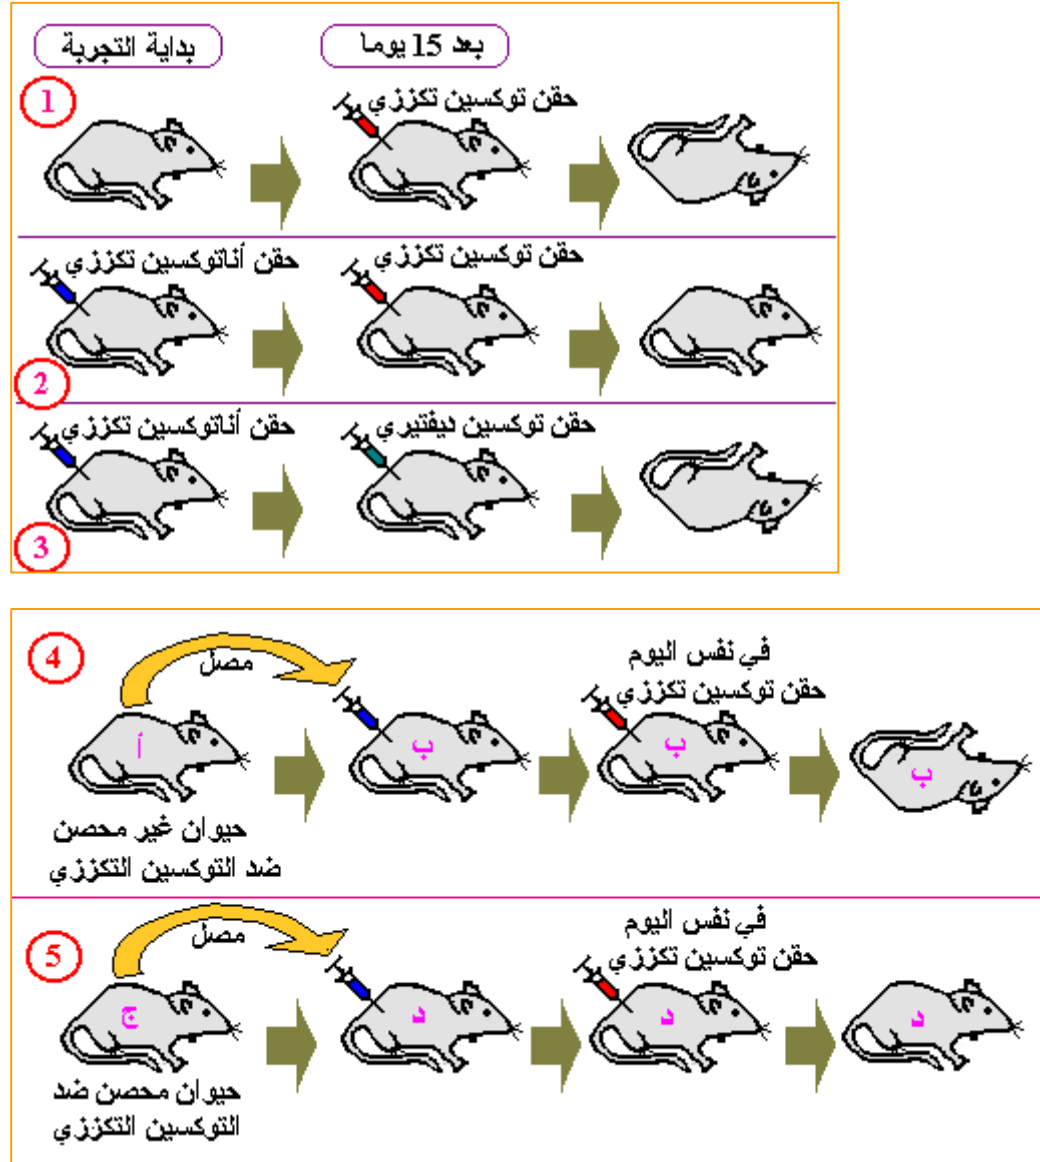 بداية التجربة
بعد 15 يوما
1
حقن توكسين تكززي
حقن أناتوكسين تكززي
حقن توكسين تكززي
2
حقن أناتوكسين تكززي
حقن توكسين ديفتيري
3
4
مصل
في نفس اليوم
حقن توكسين تكززي
أ
ب
ب
ب
حيوان غير محصن
ضد التوكسين التكززي
5
مصل
في نفس اليوم
حقن توكسين تكززي
ج
د
د
د
حيوان محصن ضد
التوكسين التكززي